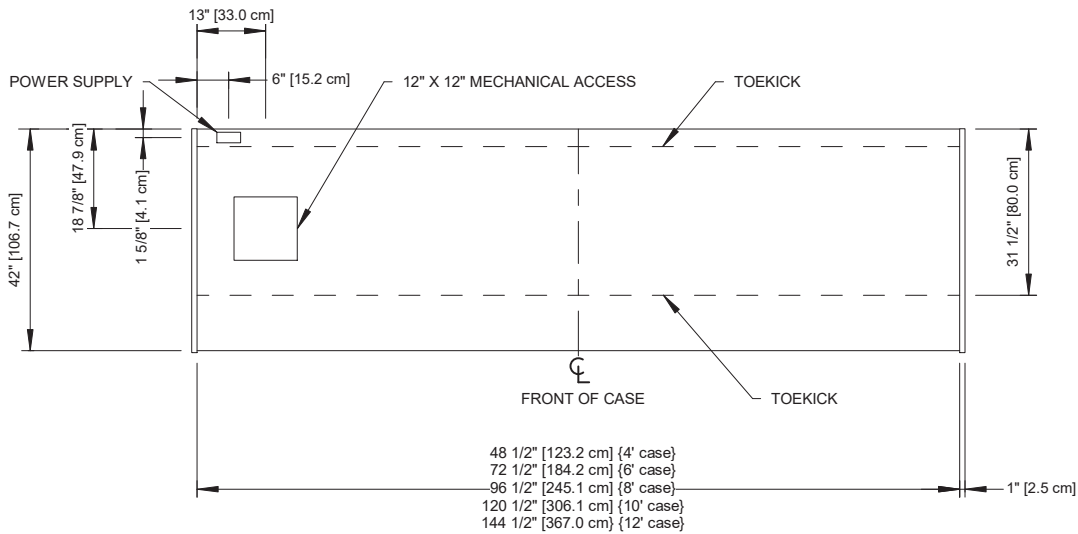 13" [33.0 cm]
POWER SUPPLY
6" [15.2 cm]
12" X 12" MECHANICAL ACCESS
TOEKICK
42" [106.7 cm]
18 7/8" [47.9 cm]
1 5/8" [4.1 cm]
31 1/2" [80.0 cm]
CL
FRONT OF CASE
TOEKICK
48 1/2" [123.2 cm] {4' case}
72 1/2" [184.2 cm] {6' case}
96 1/2" [245.1 cm] {8' case}
120 1/2" [306.1 cm] {10' case}
144 1/2" [367.0 cm} {12' case}
1" [2.5 cm]